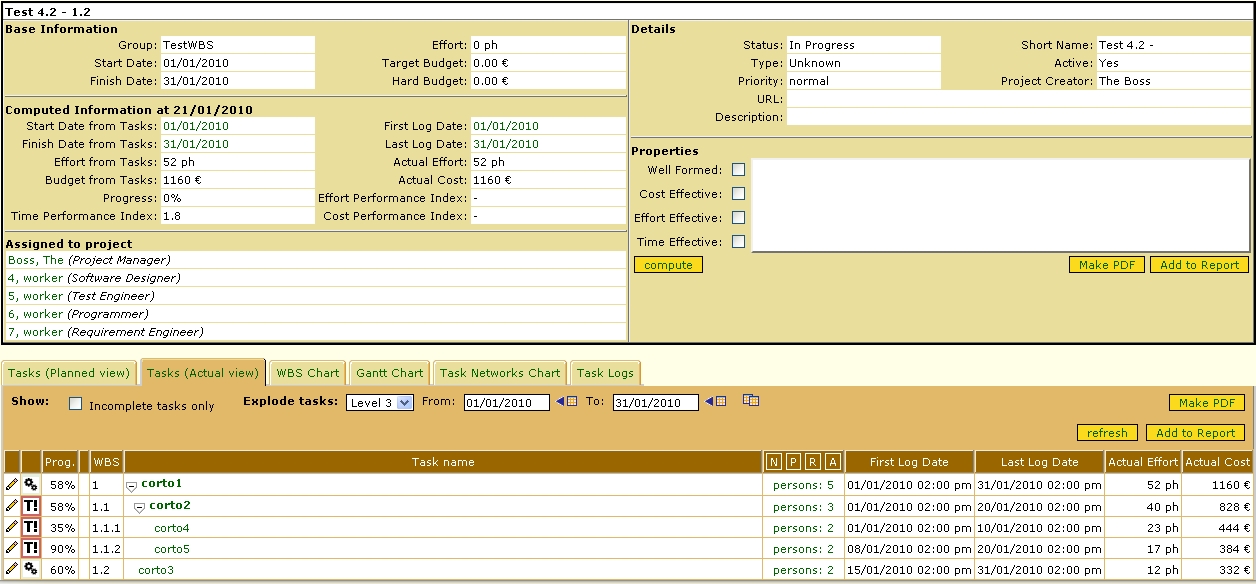 Test 4.2 - 1.2
Base Information
Group: TestWBS Effort: 0 ph
Start Date: 01/01/2010 Target Budget: 0.00 €
Finish Date: 31/01/2010 Hard Budget: 0.00 €
Computed Information at 21/01/2010
Start Date from Tasks: 01/01/2010 First Log Date: 01/01/2010
Finish Date from Tasks: 31/01/2010 Last Log Date: 31/01/2010
Effort from Tasks: 52 ph Actual Effort: 52 ph
Budget from Tasks: 1160 € Actual Cost: 1160 €
Progress: 0% Effort Performance Index: -
Time Performance Index: 1.8 Cost Performance Index: -
Assigned to project
Boss, The (Project Manager)
4, worker (Software Designer)
5, worker (Test Engineer)
6, worker (Programmer)
7, worker (Requirement Engineer)
Details
Status: In Progress Short Name: Test 4.2 -
Type: Unknown Active: Yes
Priority: normal Project Creator: The Boss
URL:
Description:
Properties
Well Formed:
Cost Effective:
Effort Effective:
Time Effective:
compute Make PDF Add to Report
Tasks (Planned view) Tasks (Actual view) WBS Chart Gantt Chart Task Networks Chart Task Logs
Show: Incomplete tasks only Explode tasks: Level 3 From: 01/01/2010 To: 31/01/2010 Make PDF
refresh Add to Report
Prog. WBS Task name N P R A First Log Date Last Log Date Actual Effort Actual Cost
58% 1 corto1 persons: 5 01/01/2010 02:00 pm 31/01/2010 02:00 pm 52 ph 1160 €
T! 58% 1.1 corto2 persons: 3 01/01/2010 02:00 pm 20/01/2010 02:00 pm 40 ph 828 €
T! 35% 1.1.1 corto4 persons: 2 01/01/2010 02:00 pm 10/01/2010 02:00 pm 23 ph 444 €
T! 90% 1.1.2 corto5 persons: 2 08/01/2010 02:00 pm 20/01/2010 02:00 pm 17 ph 384 €
60% 1.2 corto3 persons: 2 15/01/2010 02:00 pm 31/01/2010 02:00 pm 12 ph 332 €